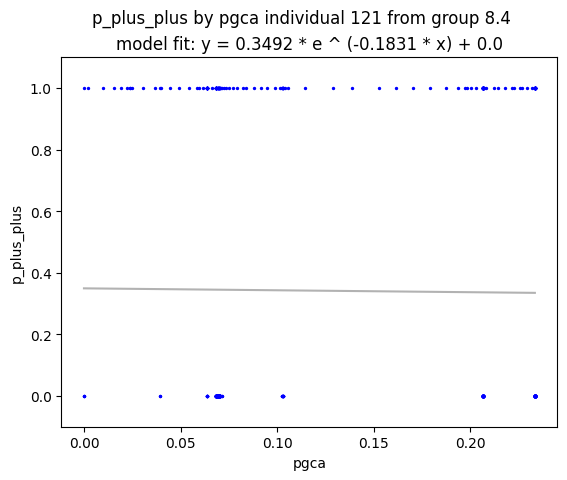 p_plus_plus by pgca individual 121 from group 8.4
model fit: y = 0.3492 * e ^ (-0.1831 * x) + 0.0
1.0
0.8
0.6
0.4
0.2
0.0
p_plus_plus
0.00 0.05 0.10 0.15 0.20
pgca